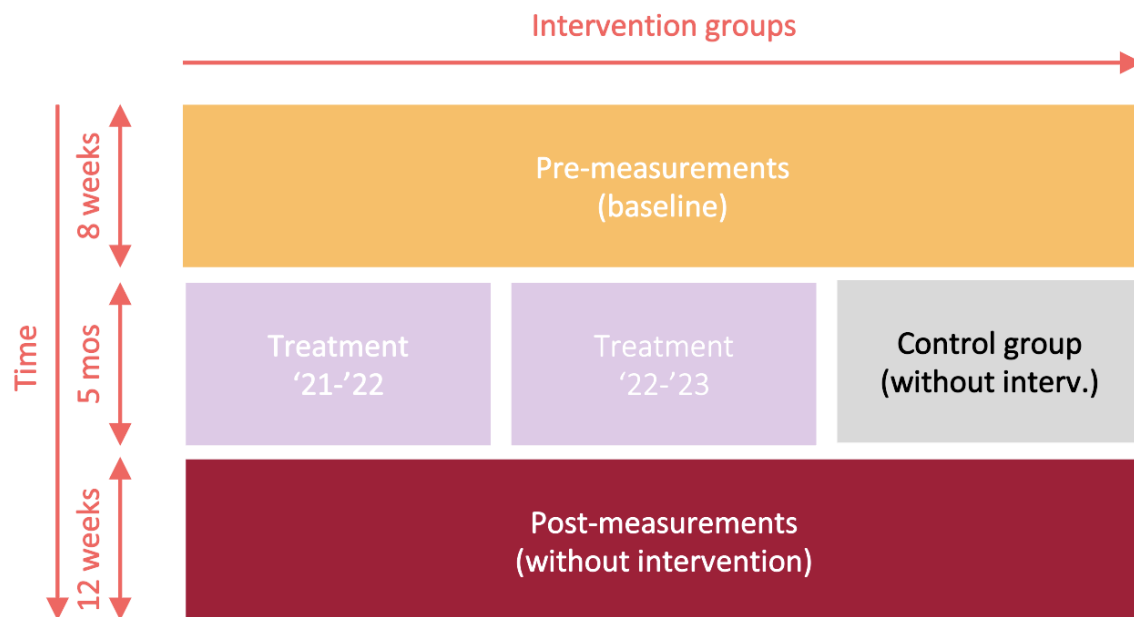 Intervention groups
Time
8 weeks
Pre-measurements
(baseline)
5 mos
Treatment
‘21-’22
Treatment
‘22-’23
Control group
(without interv.)
12 weeks
Post-measurements
(without intervention)